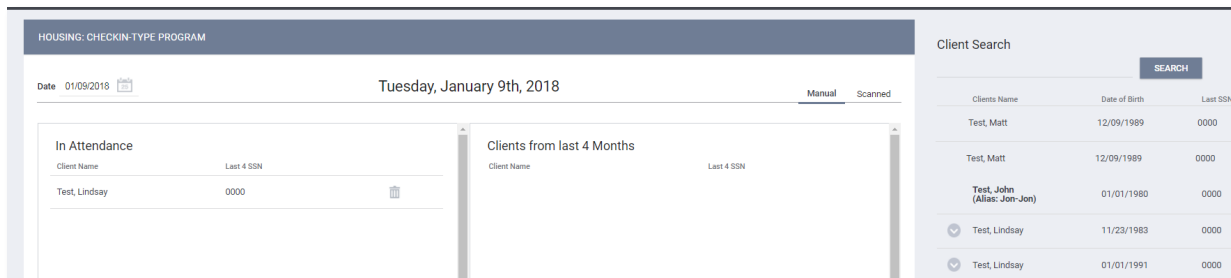 HOUSING: CHECKIN-TYPE PROGRAM
Date 01/09/2018
Tuesday, January 9th, 2018
Manual Scanned
In Attendance
Client Name Last 4 SSN
Test, Lindsay 0000
Clients from last 4 Months
Client Name Last 4 SSN
Client Search
SEARCH
Clients Name Date of Birth Last SSN
Test, Matt 12/09/1989 0000
Test, Matt 12/09/1989 0000
Test, John
(Alias: Jon-Jon) 01/01/1980 0000
Test, Lindsay 11/23/1983 0000
Test, Lindsay 01/01/1991 0000